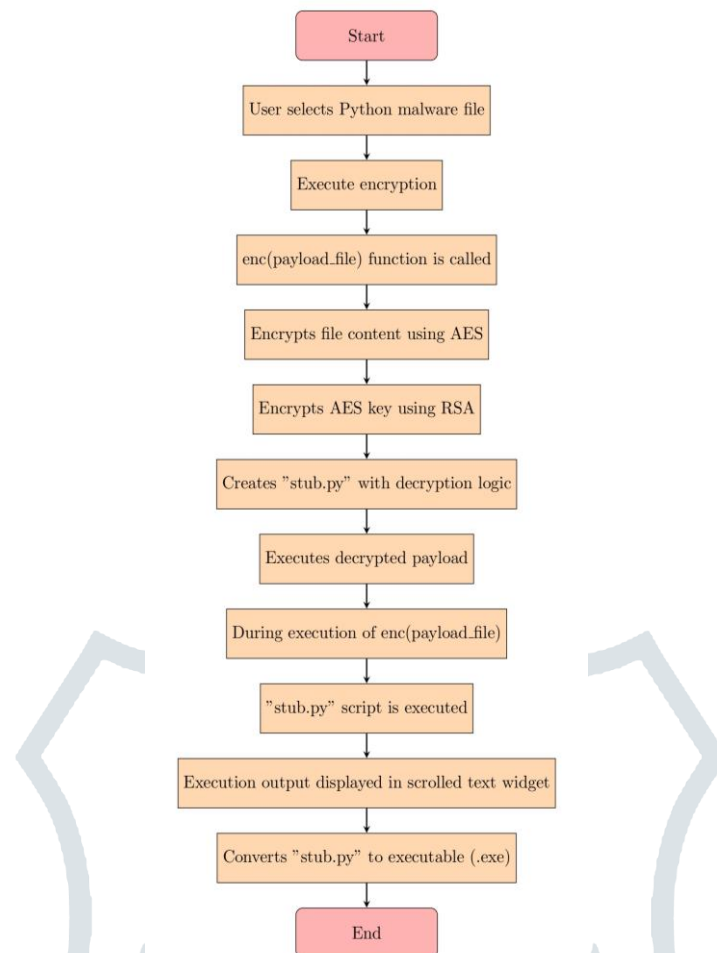 Start
User selects Python malware file
Execute encryption
enc(payload_file) function is called
Encrypts file content using AES
Encrypts AES key using RSA
Creates ”stub.py” with decryption logic
Executes decrypted payload
During execution of enc(payload_file)
”stub.py” script is executed
Execution output displayed in scrolled text widget
Converts ”stub.py” to executable (.exe)
End